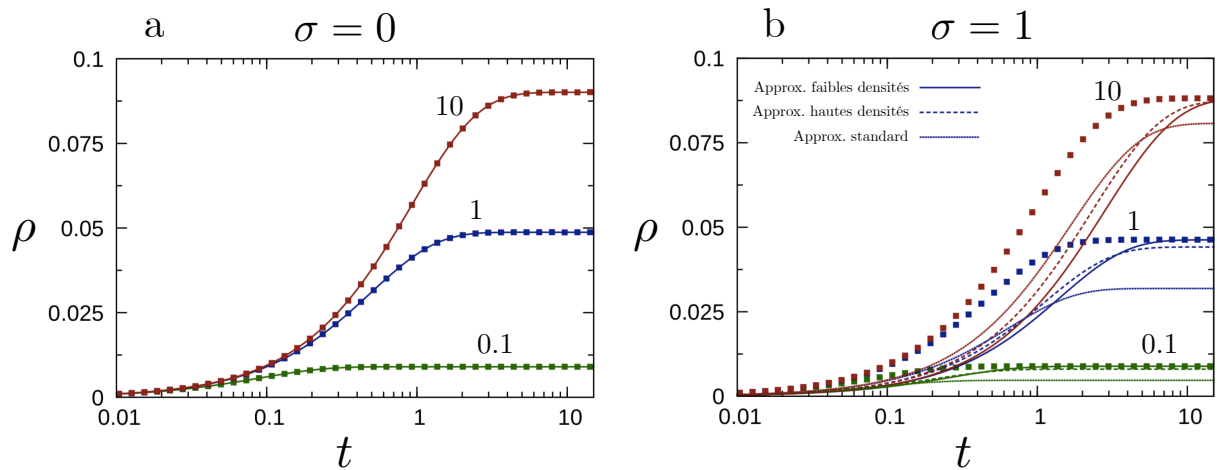 a σ = 0
0.1
0.075
0.05
0.025
0
ρ
10
1
0.1
0.01 0.1 1 10
t
b σ = 1
0.1
0.075
0.05
0.025
0
ρ
Approx. faibles densités
Approx. hautes densités
Approx. standard
10
1
0.1
0.01 0.1 1 10
t